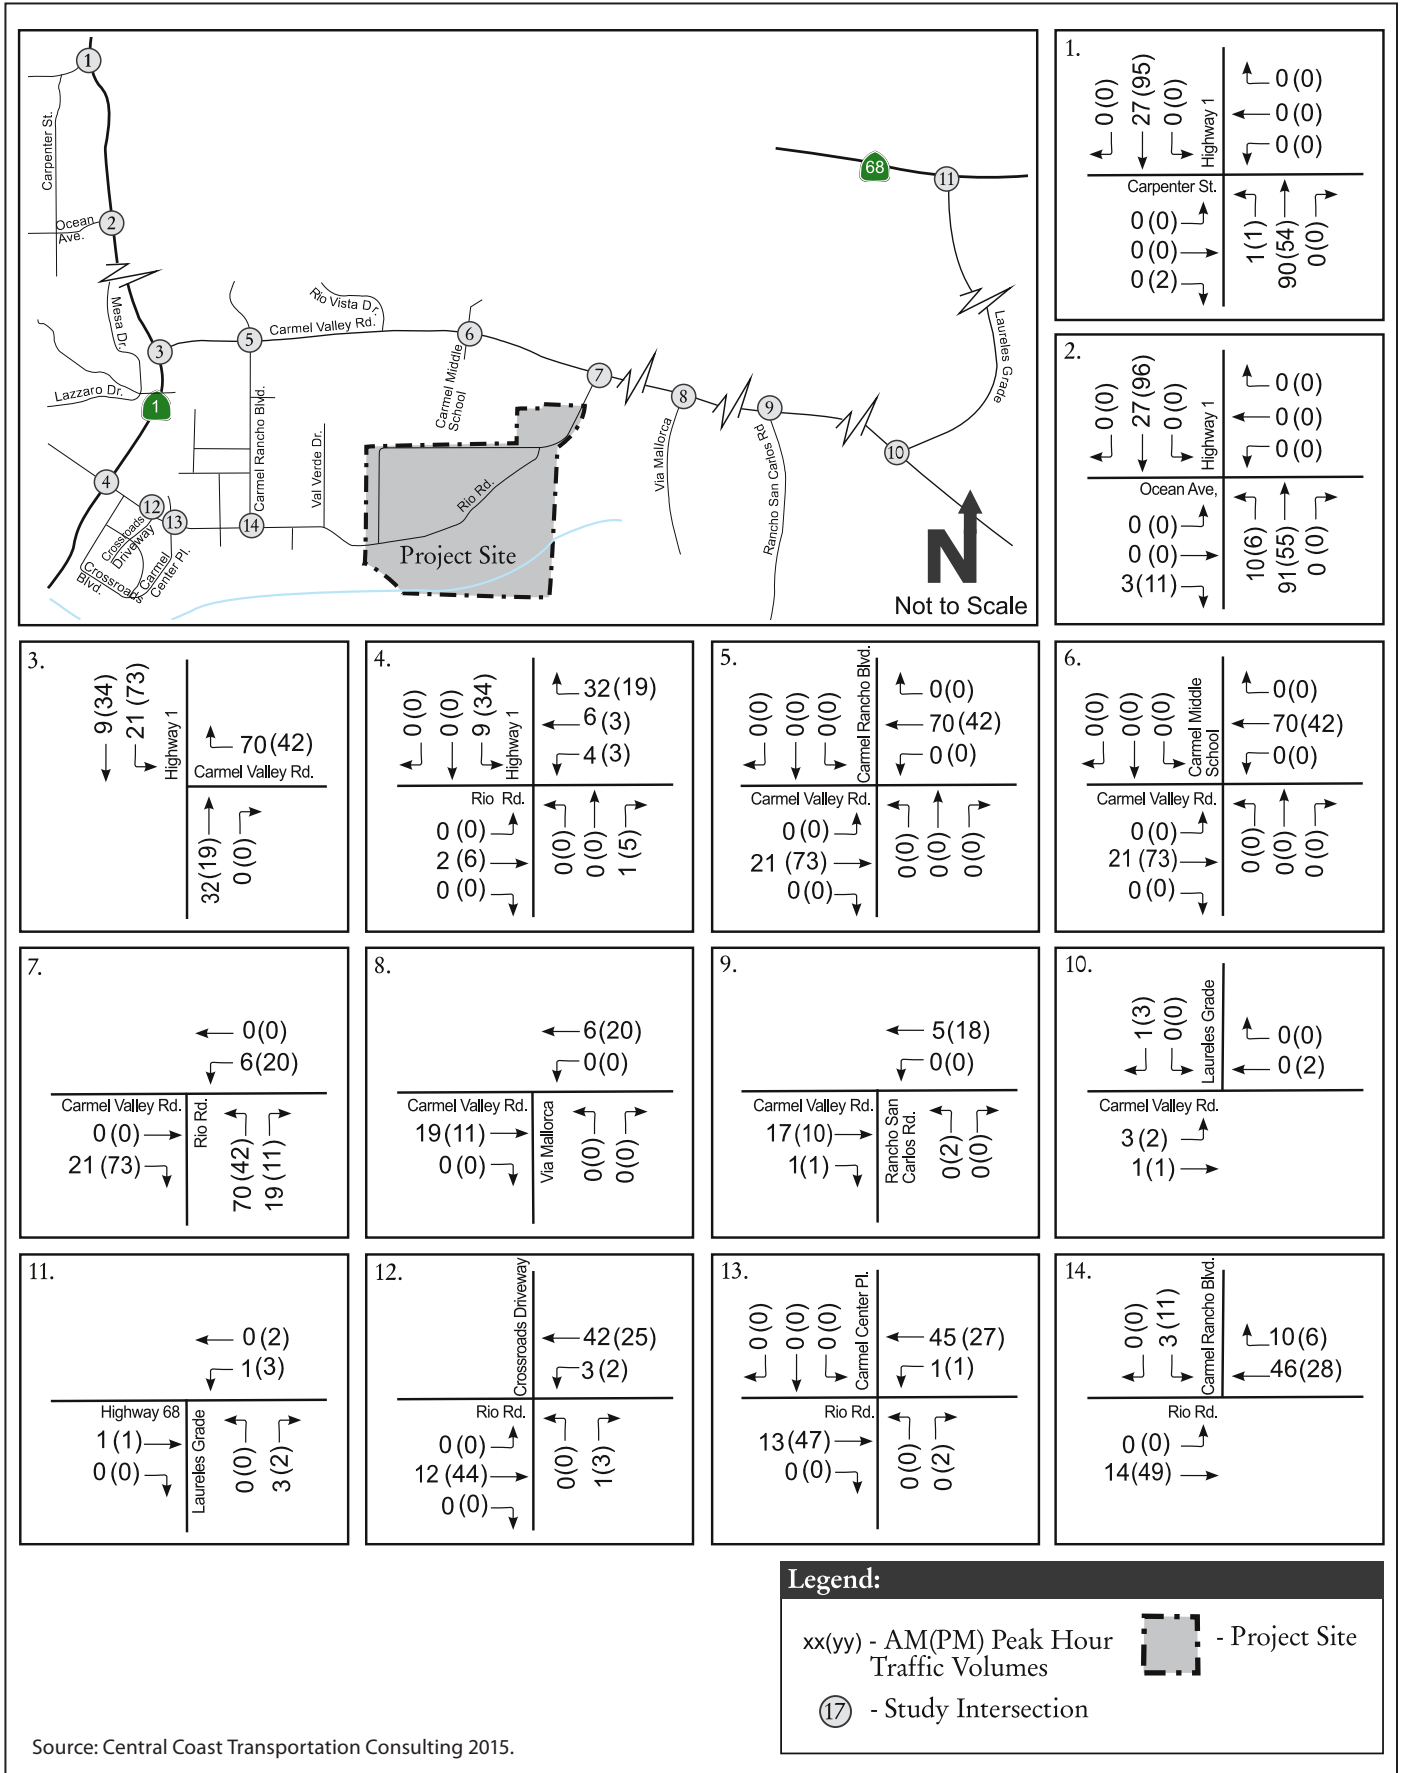 1
2
3
4
5
6
7
8
9
10
11
12
13
14
68
1
Carpenter St.
Ocean
Ave.
Mesa Dr.
Lazzaro Dr.
Rio Vista Dr.
Carmel Valley Rd.
Carmel Rancho Blvd.
Val Verde Dr.
Carmel Middle
School
Rio Rd.
Via Mallorca
Rancho San Carlos Rd
Laureles Grade
Crossroads
Driveway
Carmel
Center Pl.
Crossroads
Blvd.
Project Site
N
Not to Scale
1.
0(0)
27(95)
0(0)
Highway 1
0(0)
0(0)
0(0)
Carpenter St.
0(0)
0(0)
0(2)
1(1)
90(54)
0(0)
2.
0(0)
27(96)
0(0)
Highway 1
0(0)
0(0)
0(0)
Ocean Ave,
0(0)
0(0)
3(11)
10(6)
91(55)
0(0)
3.
9(34)
21(73)
Highway 1
70(42)
Carmel Valley Rd.
32(19)
0(0)
4.
0(0)
0(0)
9(34)
Highway 1
32(19)
6(3)
4(3)
Rio Rd.
0(0)
2(6)
0(0)
0(0)
0(0)
1(5)
5.
0(0)
0(0)
0(0)
Carmel Rancho Blvd.
0(0)
70(42)
0(0)
Carmel Valley Rd.
0(0)
21(73)
0(0)
0(0)
0(0)
0(0)
6.
0(0)
0(0)
0(0)
Carmel Middle
School
0(0)
70(42)
0(0)
Carmel Valley Rd.
0(0)
21(73)
0(0)
0(0)
0(0)
0(0)
7.
0(0)
6(20)
Carmel Valley Rd.
0(0)
21(73)
Rio Rd.
70(42)
19(11)
8.
6(20)
0(0)
Carmel Valley Rd.
19(11)
0(0)
Via Mallorca
0(0)
0(0)
9.
5(18)
0(0)
Carmel Valley Rd.
17(10)
1(1)
Rancho San
Carlos Rd.
0(2)
0(0)
10.
1(3)
0(0)
Laureles Grade
0(0)
0(2)
Carmel Valley Rd.
3(2)
1(1)
11.
0(2)
1(3)
Highway 68
1(1)
0(0)
Laureles Grade
0(0)
3(2)
12.
Crossroads Driveway
42(25)
3(2)
Rio Rd.
0(0)
12(44)
0(0)
0(0)
1(3)
13.
0(0)
0(0)
0(0)
Carmel Center Pl.
45(27)
1(1)
Rio Rd.
13(47)
0(0)
0(0)
0(2)
14.
0(0)
3(11)
Carmel Rancho Blvd.
10(6)
46(28)
Rio Rd.
0(0)
14(49)
Legend:
xx(yy) - AM(PM) Peak Hour
Traffic Volumes
- Project Site
17 - Study Intersection
Source: Central Coast Transportation Consulting 2015.